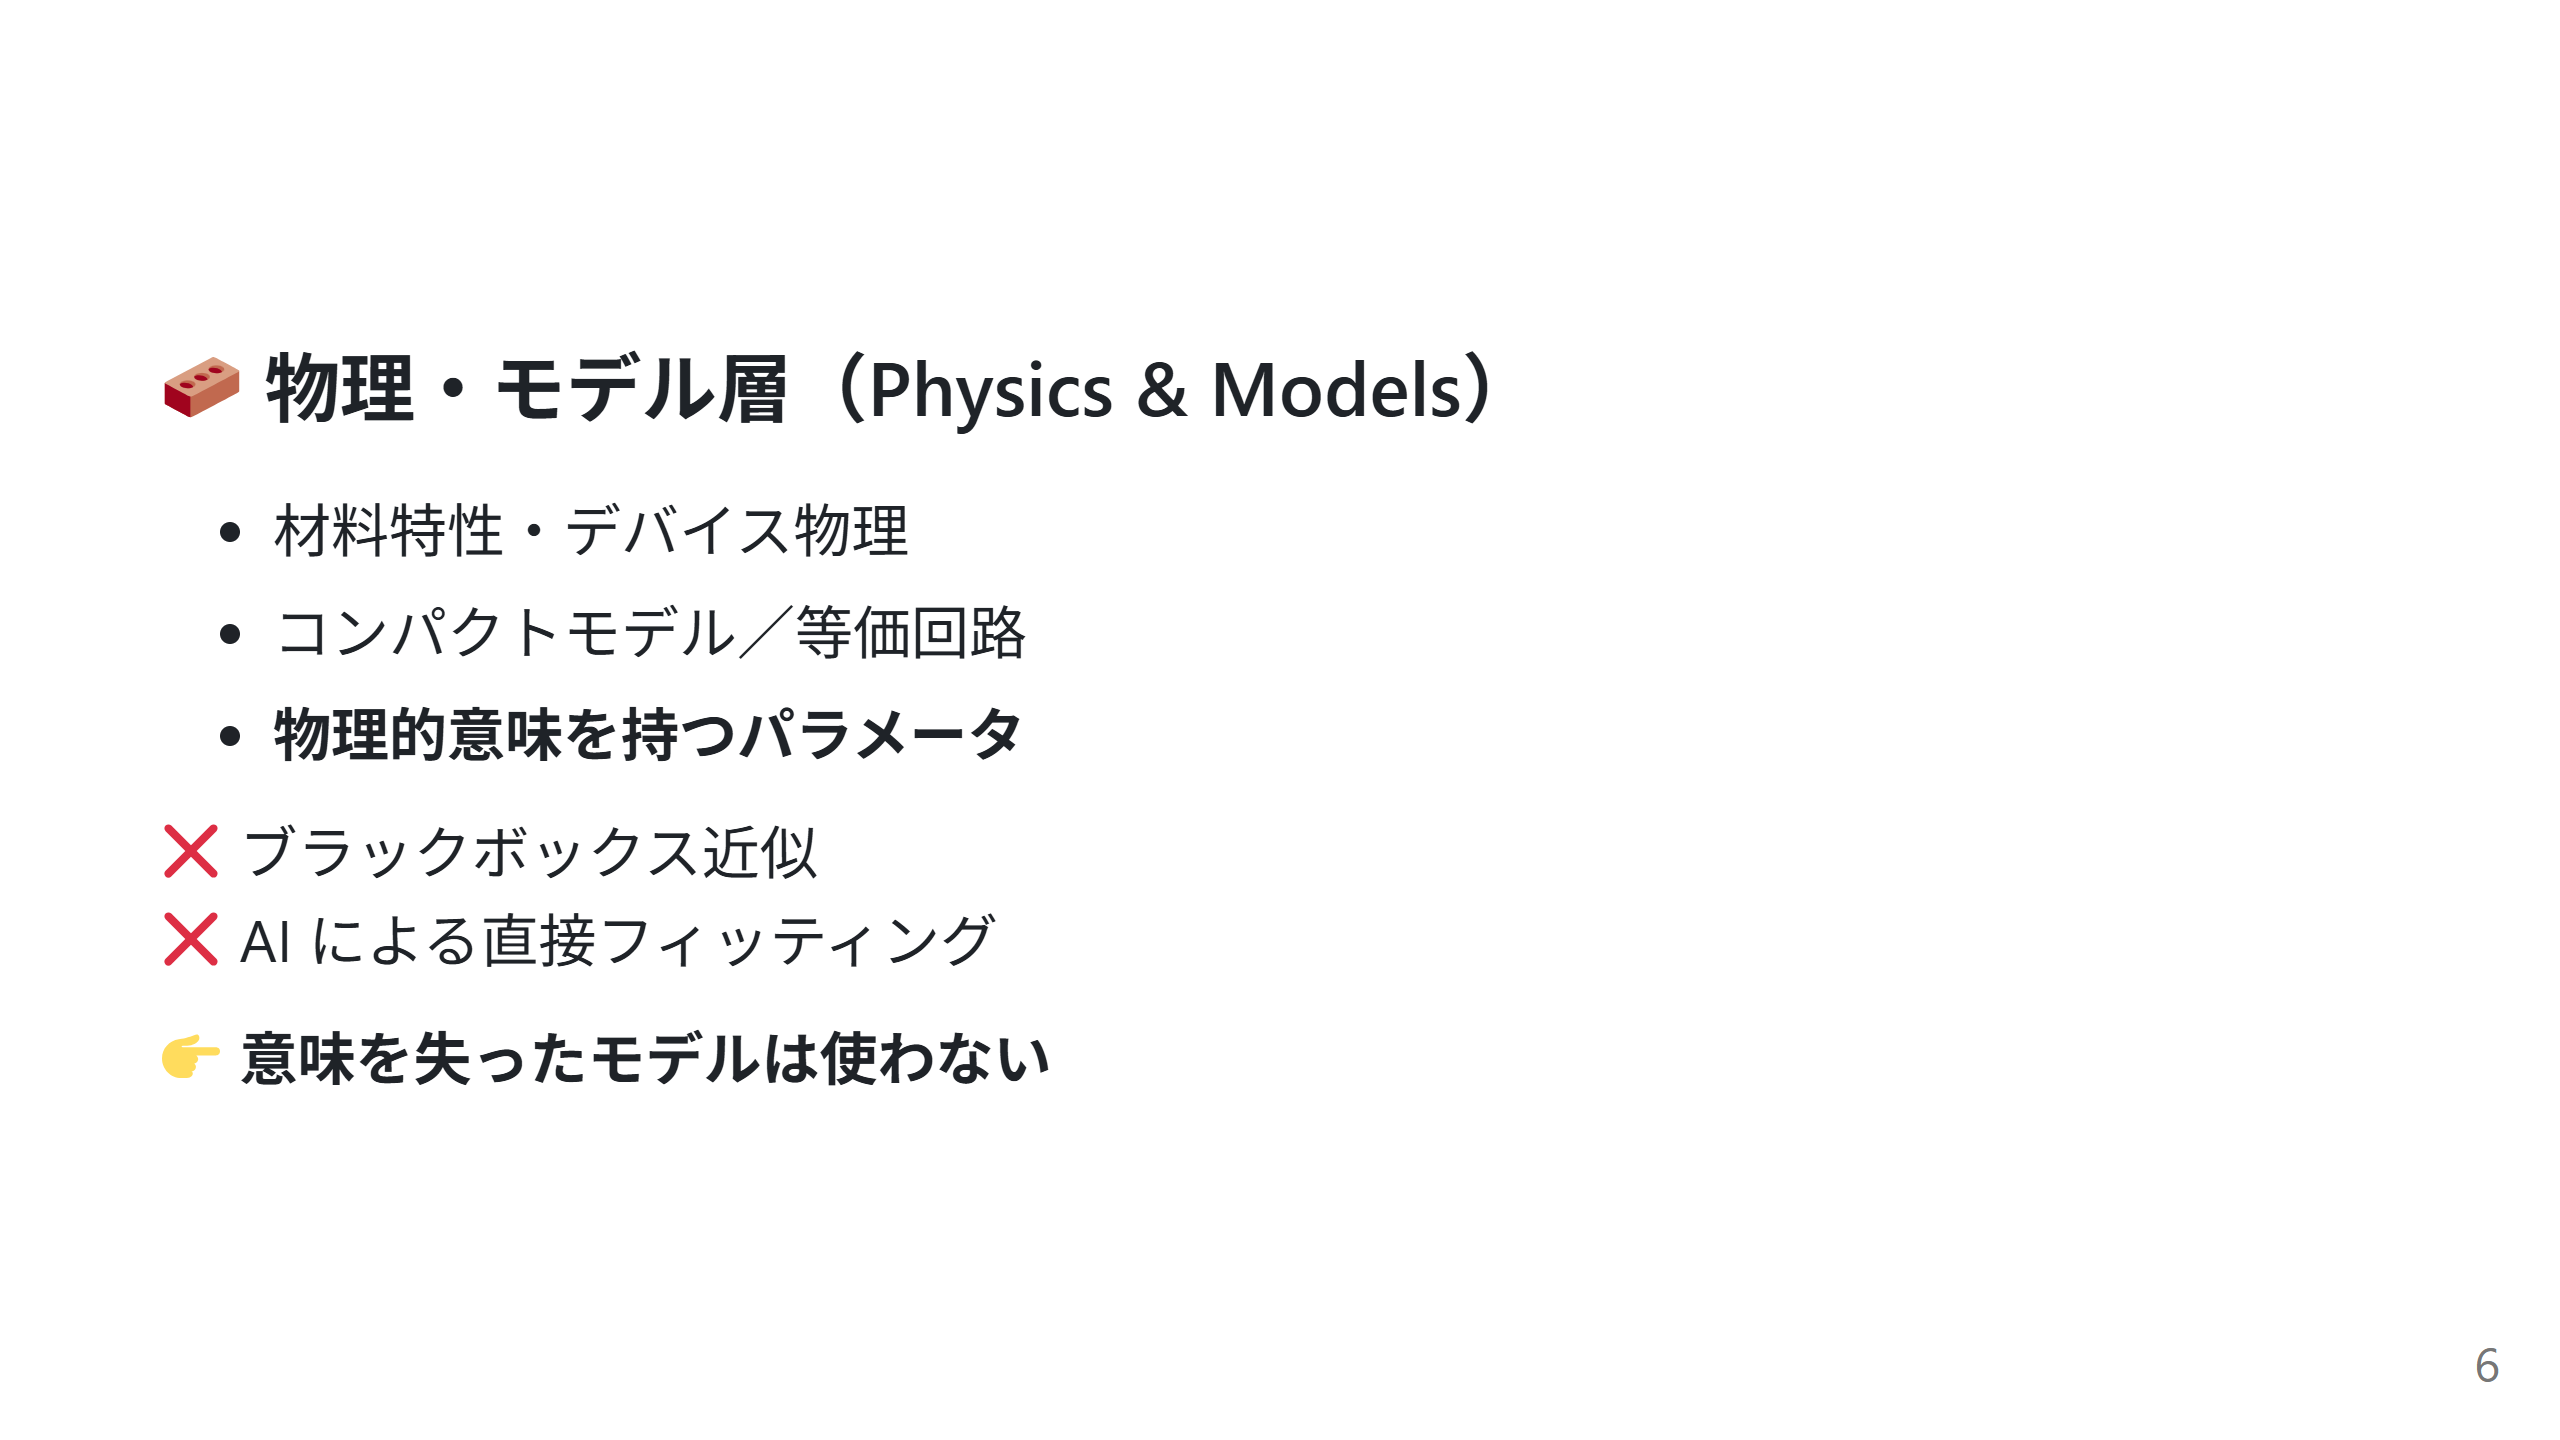 🧱 物理・モデル層（Physics & Models）
• 材料特性・デバイス物理
• コンパクトモデル／等価回路
• 物理的意味を持つパラメータ
❌ ブラックボックス近似
❌ AI による直接フィッティング
👉 意味を失ったモデルは使わない
6